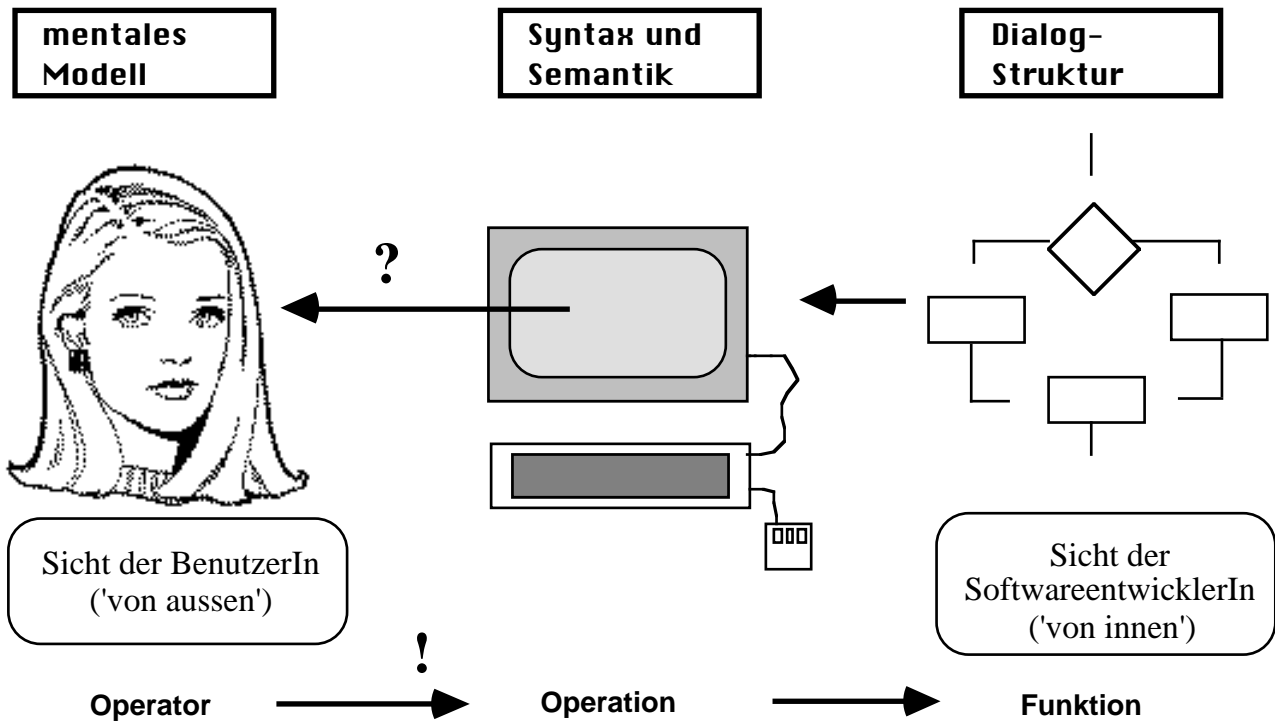 mentales
Modell
Syntax und
Semantik
Dialog-
Struktur
?
Sicht der BenutzerIn
('von aussen')
Sicht der
SoftwareentwicklerIn
('von innen')
!
Operator
Operation
Funktion